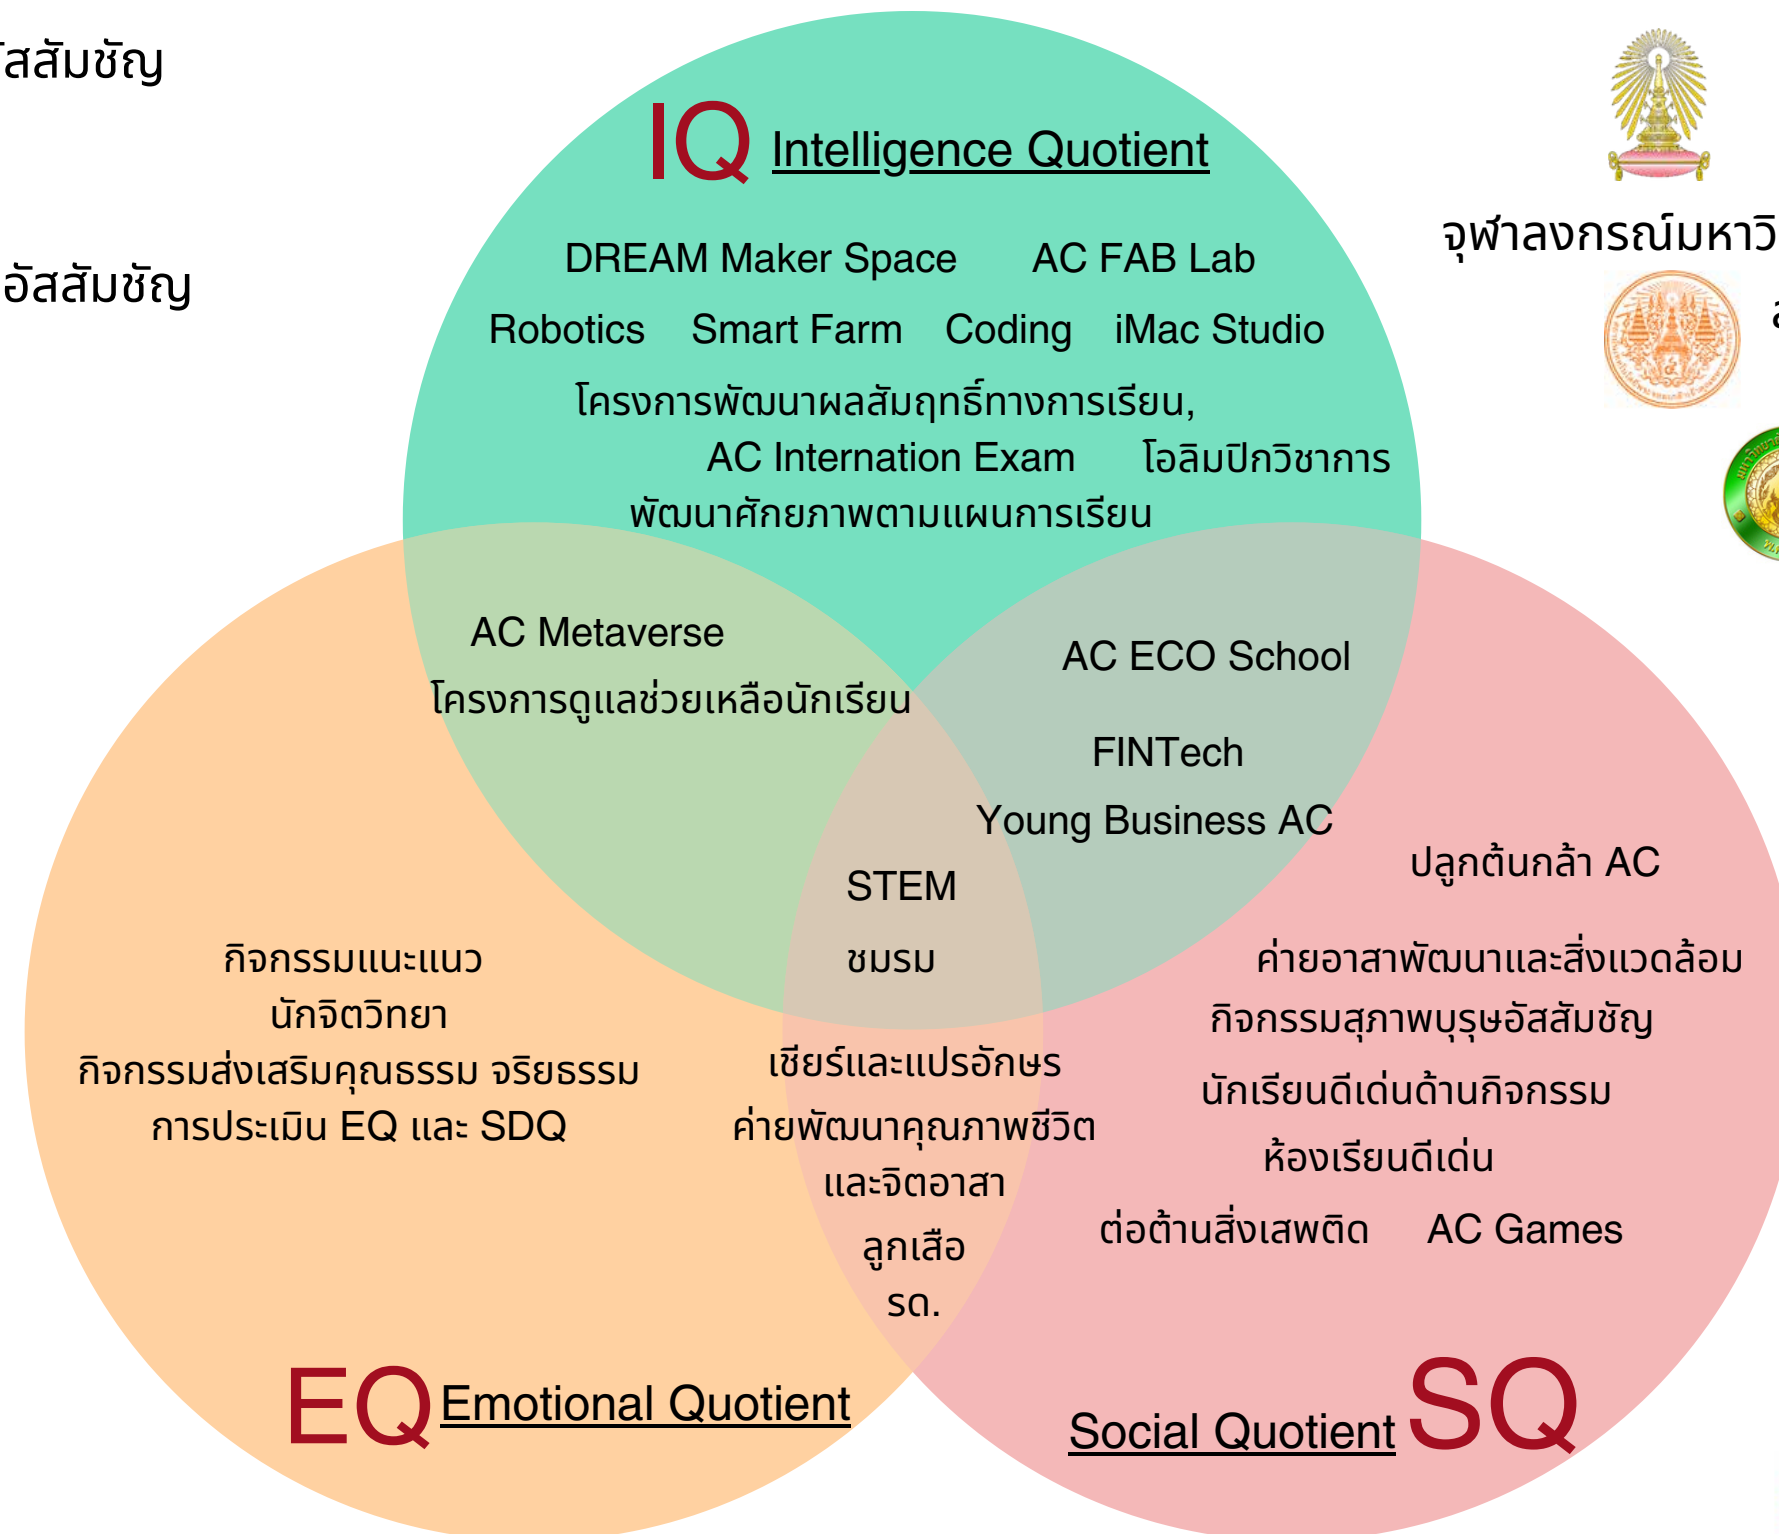 สสัมชัญ
อัสสัมชัญ
IQ Intelligence Quotient
DREAM Maker Space AC FAB Lab
Robotics Smart Farm Coding iMac Studio
โครงการพัฒนาผลสัมฤทธิ์ทางการเรียน,
AC Internation Exam โอลิมปิกวิชาการ
พัฒนาศักยภาพตามแผนการเรียน
จุฬาลงกรณ์มหาวิ
AC Metaverse
โครงการดูแลช่วยเหลือนักเรียน
AC ECO School
FINTech
Young Business AC
STEM
ชมรม
กิจกรรมแนะแนว
นักจิตวิทยา
กิจกรรมส่งเสริมคุณธรรม จริยธรรม
การประเมิน EQ และ SDQ
เชียร์และแปรอักษร
ค่ายพัฒนาคุณภาพชีวิต
และจิตอาสา
ลูกเสือ
รด.
ปลูกต้นกล้า AC
ค่ายอาสาพัฒนาและสิ่งแวดล้อม
กิจกรรมสุภาพบุรุษอัสสัมชัญ
นักเรียนดีเด่นด้านกิจกรรม
ห้องเรียนดีเด่น
ต่อต้านสิ่งเสพติด AC Games
EQ Emotional Quotient
Social Quotient SQ